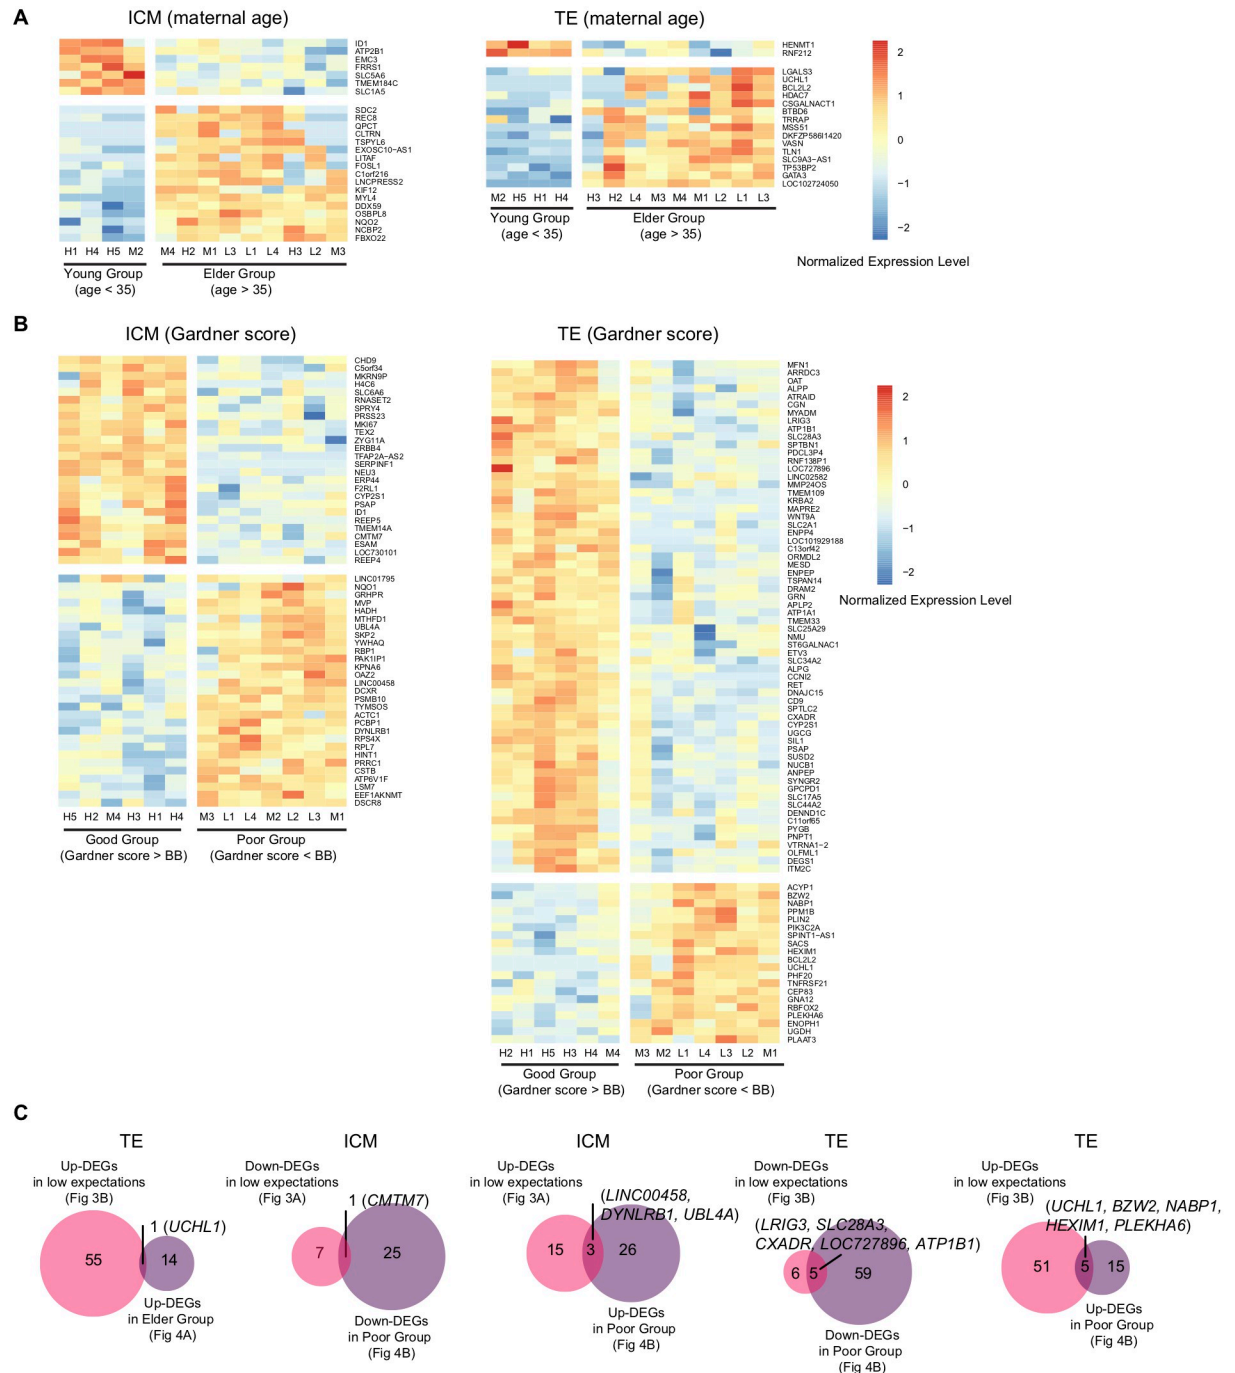 A
ICM (maternal age)
ID1
ATP2B1
EMC3
FRRS1
SLC5A6
TMEM184C
SLC1A5
SDC2
REC8
QPCT
CLTRN
TSPYL6
EXOSC10−AS1
LITAF
FOSL1
C1orf216
LNCPRESS2
KIF12
MYL4
DDX59
OSBPL8
NQO2
NCBP2
FBXO22
H1 H4 H5 M2 M4 H2 M1 L3 L1 L4 H3 L2 M3
Young Group
(age < 35)
Elder Group
(age > 35)
TE (maternal age)
HENMT1
RNF212
LGALS3
UCHL1
BCL2L2
HDAC7
CSGALNACT1
BTBD6
TRRAP
MSS51
DKFZP586I1420
VASN
TLN1
SLC9A3−AS1
TP53BP2
GATA3
LOC102724050
M2 H5 H1 H4 H3 H2 L4 M3 M4 M1 L2 L1 L3
Young Group
(age < 35)
Elder Group
(age > 35)
2
1
0
−1
−2
Normalized Expression Level
B
ICM (Gardner score)
CHD9
C5orf34
MKRN9P
H4C6
SLC6A6
RNASET2
SPRY4
PRSS23
MKI67
TEX2
ZYG11A
ERBB4
TFAP2A−AS2
SERPINF1
NEU3
ERP44
F2RL1
CYP2S1
PSAP
ID1
REEP5
TMEM14A
CMTM7
ESAM
LOC730101
REEP4
LINC01795
NQO1
GRHPR
MVP
HADH
MTHFD1
UBL4A
SKP2
YWHAQ
RBP1
PAK1IP1
KPNA6
OAZ2
LINC00458
DCXR
PSMB10
TYMSOS
ACTC1
PCBP1
DYNLRB1
RPS4X
RPL7
HINT1
PRRC1
CSTB
ATP6V1F
LSM7
EEF1AKNMT
DSCR8
H5 H2 M4 H3 H1 H4 M3 L1 L4 M2 L2 L3 M1
Good Group
(Gardner score > BB)
Poor Group
(Gardner score < BB)
TE (Gardner score)
MFN1
ARRDC3
OAT
ALPP
ATRAID
CGN
MYADM
LRIG3
ATP1B1
SLC28A3
SPTBN1
PDCL3P4
RNF138P1
LOC727896
LINC02582
MMP24OS
TMEM109
KRBA2
MAPRE2
WNT9A
SLC2A1
ENPP4
LOC101929188
C13orf42
ORMDL2
MESD
ENPEP
TSPAN14
DRAM2
GRN
APLP2
ATP1A1
TMEM33
SLC25A29
NMU
ST6GALNAC1
ETV3
SLC34A2
ALPG
CCNI2
RET
DNAJC15
CD9
SPTLC2
CXADR
CYP2S1
UGCG
SIL1
PSAP
SUSD2
NUCB1
ANPEP
SYNGR2
GPCPD1
SLC17A5
SLC44A2
DENND1C
C11orf65
PYGB
PNPT1
VTRNA1−2
OLFML1
DEGS1
ITM2C
ACYP1
BZW2
NABP1
PPM1B
PLIN2
PIK3C2A
SPINT1−AS1
SACS
HEXIM1
BCL2L2
UCHL1
PHF20
TNFRSF21
CEP83
GNA12
RBFOX2
PLEKHA6
ENOPH1
UGDH
PLAAT3
H2 H1 H5 H3 H4 M4 M3 M2 L1 L4 L3 L2 M1
Good Group
(Gardner score > BB)
Poor Group
(Gardner score < BB)
2
1
0
−1
−2
Normalized Expression Level
C
TE
Up-DEGs
in low expectations
(Fig 3B)
1 (UCHL1)
55
14
Up-DEGs
in Elder Group
(Fig 4A)
ICM
Down-DEGs
in low expectations
(Fig 3A)
1 (CMTM7)
7
25
Down-DEGs
in Poor Group
(Fig 4B)
ICM
Up-DEGs
in low expectations
(Fig 3A)
(LINC00458,
DYNLRB1, UBL4A)
15
3
26
Up-DEGs
in Poor Group
(Fig 4B)
TE
Down-DEGs
in low expectations
(Fig 3B)
(LRIG3, SLC28A3,
CXADR, LOC727896, ATP1B1)
6
5
59
Down-DEGs
in Poor Group
(Fig 4B)
TE
Up-DEGs
in low expectations
(Fig 3B)
(UCHL1, BZW2, NABP1,
HEXIM1, PLEKHA6)
51
5
15
Up-DEGs
in Poor Group
(Fig 4B)